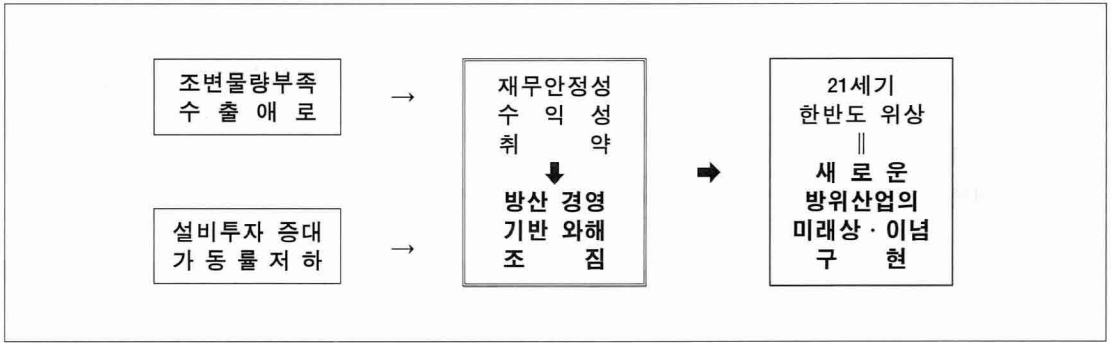 조변물량부족
수 출 애 로
→
설비투자 증대
가 동 률 저 하
→
재무안정성
수 익 성
취 약
방산 경영
기반 와해
조 짐
21세기
한반도 위상
∥
새 로 운
방위산업의
미래상 · 이념
구 현